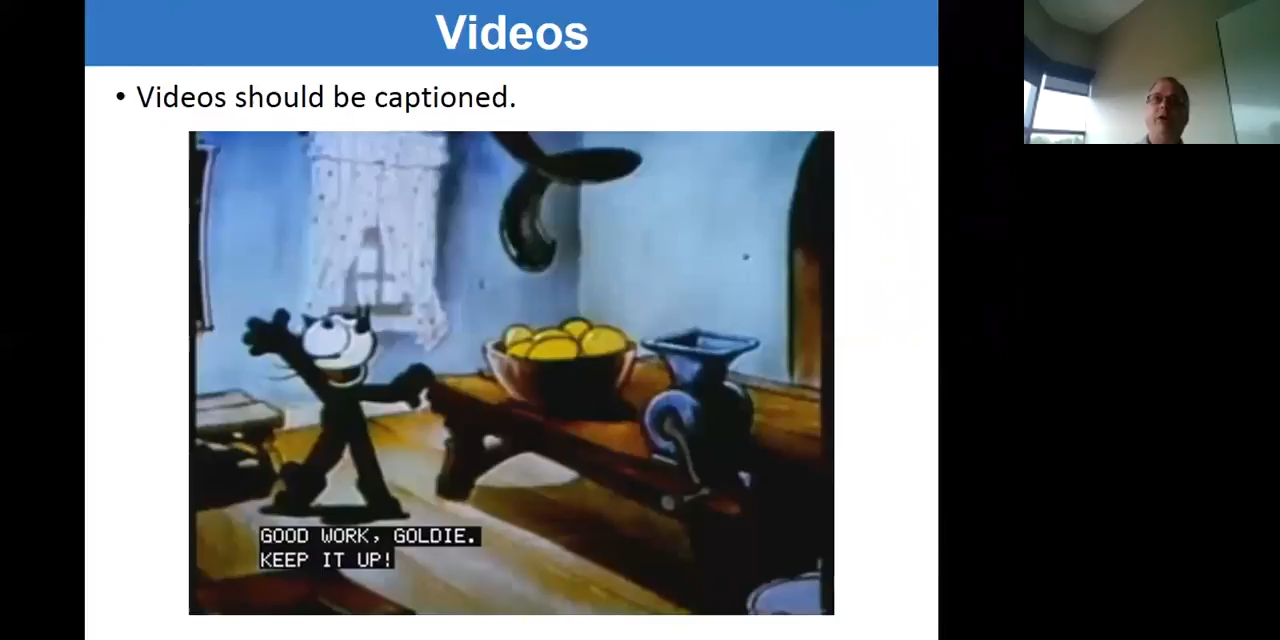 Videos
• Videos should be captioned.
GOOD WORK, GOLDIE.
KEEP IT UP!